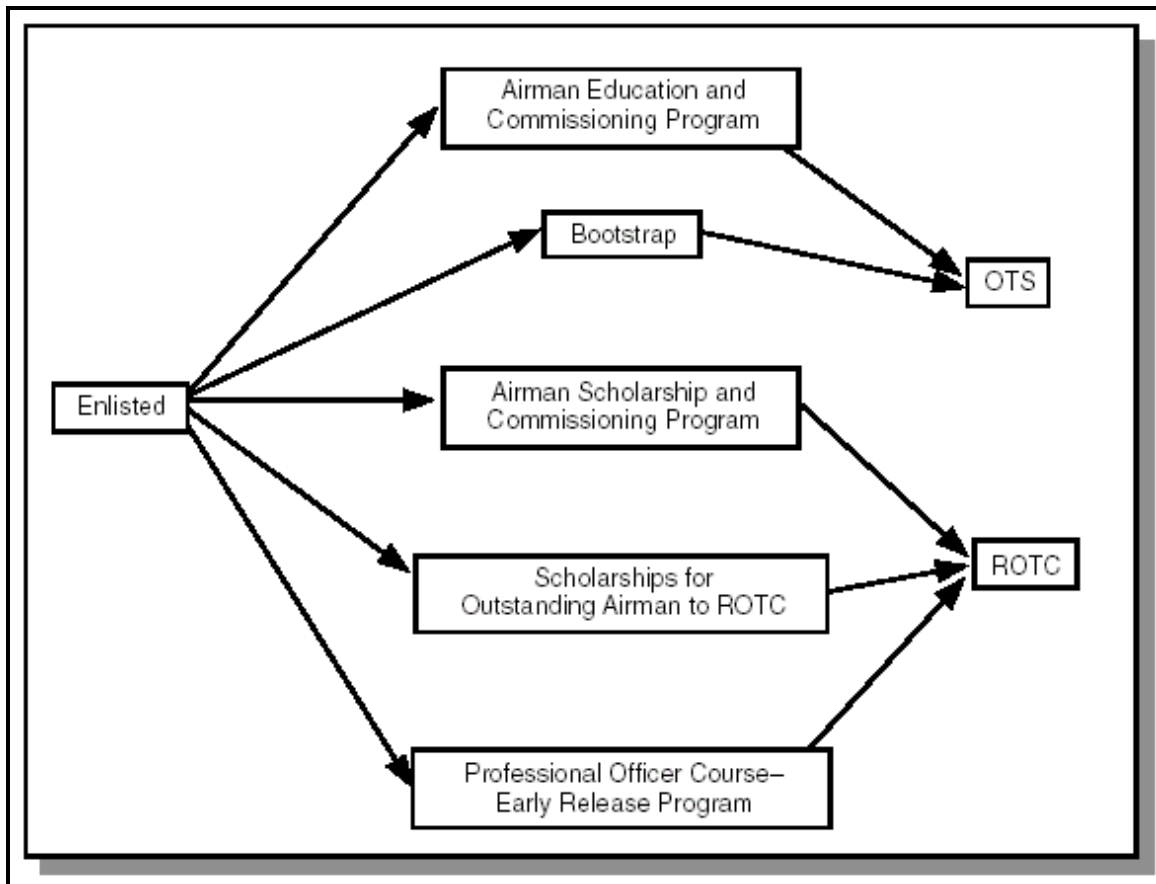 Airman Education and
Commissioning Program
Bootstrap
OTS
Enlisted
Airman Scholarship and
Commissioning Program
Scholarships for
Outstanding Airman to ROTC
ROTC
Professional Officer Course–
Early Release Program